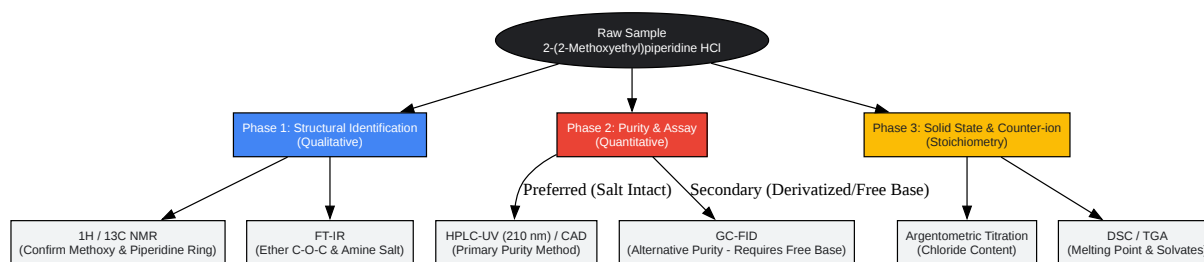 Raw Sample
2-(2-Methoxyethyl)piperidine HCl
Phase 1: Structural Identification
(Qualitative)
Phase 2: Purity & Assay
(Quantitative)
Phase 3: Solid State & Counter-ion
(Stoichiometry)
Preferred (Salt Intact)
Secondary (Derivatized/Free Base)
1H / 13C NMR
(Confirm Methoxy & Piperidine Ring)
FT-IR
(Ether C-O-C & Amine Salt)
HPLC-UV (210 nm) / CAD
(Primary Purity Method)
GC-FID
(Alternative Purity - Requires Free Base)
Argentometric Titration
(Chloride Content)
DSC / TGA
(Melting Point & Solvates)